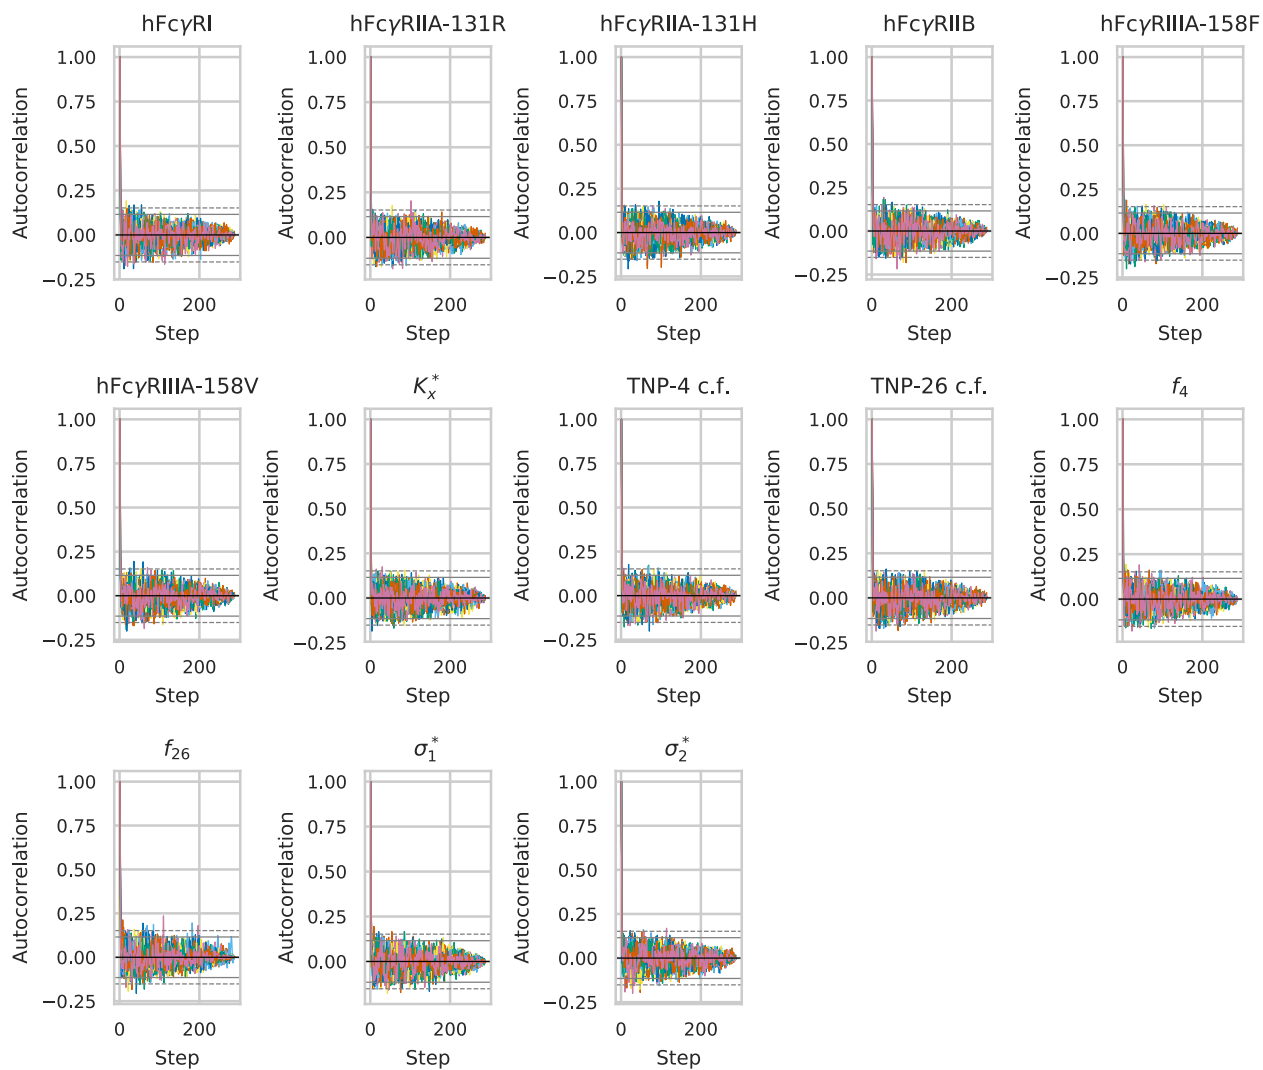 hFcγRI hFcγRIIA-131R hFcγRIIA-131H hFcγRIIB hFcγRIIIA-158F
Autocorrelation Autocorrelation Autocorrelation Autocorrelation Autocorrelation
1.00 1.00 1.00 1.00 1.00
0.75 0.75 0.75 0.75 0.75
0.50 0.50 0.50 0.50 0.50
0.25 0.25 0.25 0.25 0.25
0.00 0.00 0.00 0.00 0.00
−0.25 −0.25 −0.25 −0.25
0 200 0 200 0 200 0 200 0 200
Step Step Step Step Step
hFcγRIIIA-158V K*x TNP-4 c.f. TNP-26 c.f. f4
Autocorrelation Autocorrelation Autocorrelation Autocorrelation Autocorrelation
1.00 1.00 1.00 1.00 1.00
0.75 0.75 0.75 0.75 0.75
0.50 0.50 0.50 0.50 0.50
0.25 0.25 0.25 0.25 0.25
0.00 0.00 0.00 0.00 0.00
−0.25 −0.25 −0.25 −0.25
0 200 0 200 0 200 0 200 0 200
Step Step Step Step Step
f26 σ*1 σ*2
Autocorrelation Autocorrelation Autocorrelation
1.00 1.00 1.00
0.75 0.75 0.75
0.50 0.50 0.50
0.25 0.25 0.25
0.00 0.00 0.00
−0.25 −0.25
0 200 0 200 0 200
Step Step Step